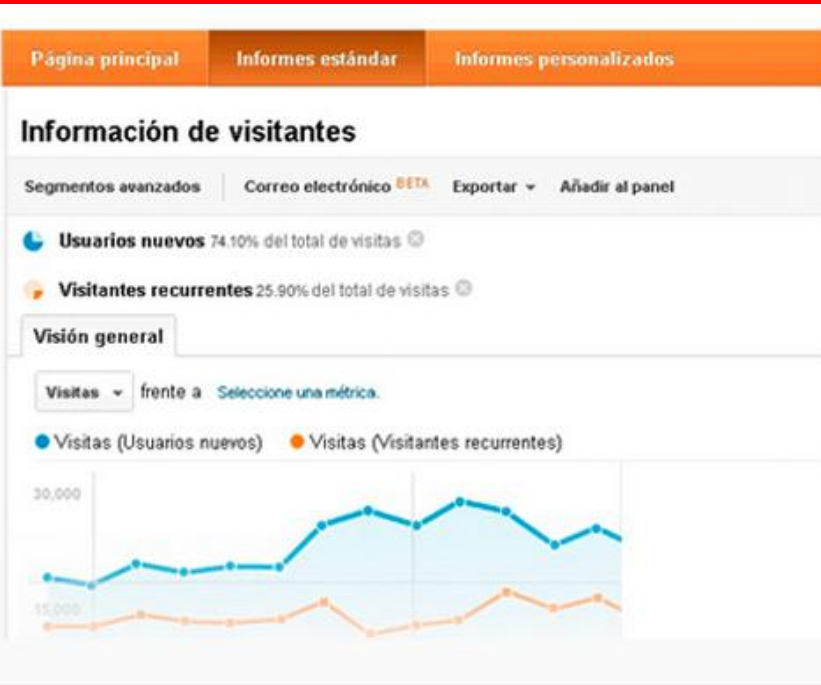 Página principal Informes estándar Informes personalizados
Información de visitantes
Segmentos avanzados Correo electrónico BETA Exportar Añadir al panel
Usuarios nuevos 74.10% del total de visitas
Visitantes recurrentes 25.90% del total de visitas
Visión general
Visitas frente a Seleccione una métrica.
Visitas (Usuarios nuevos) Visitas (Visitantes recurrentes)
30,000
15,000